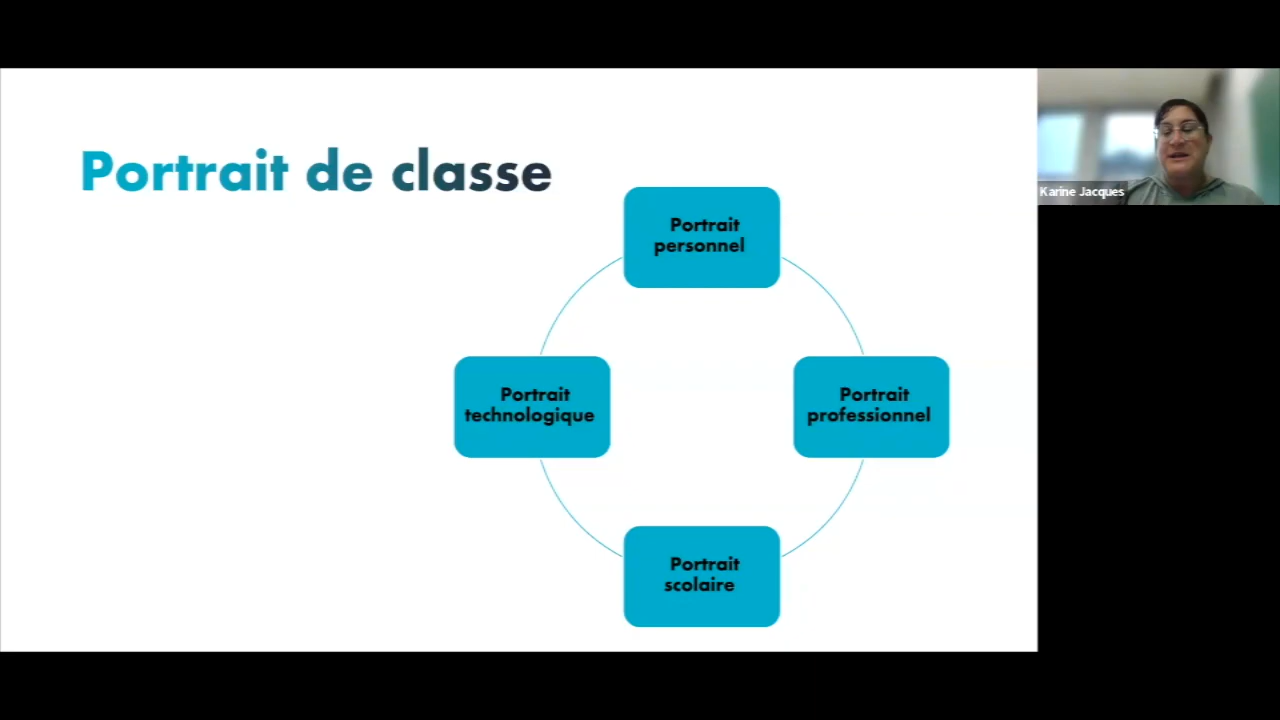 Portrait de classe
Portrait
personnel
Portrait
technologique
Portrait
professionnel
Portrait
scolaire
Karine Jacques